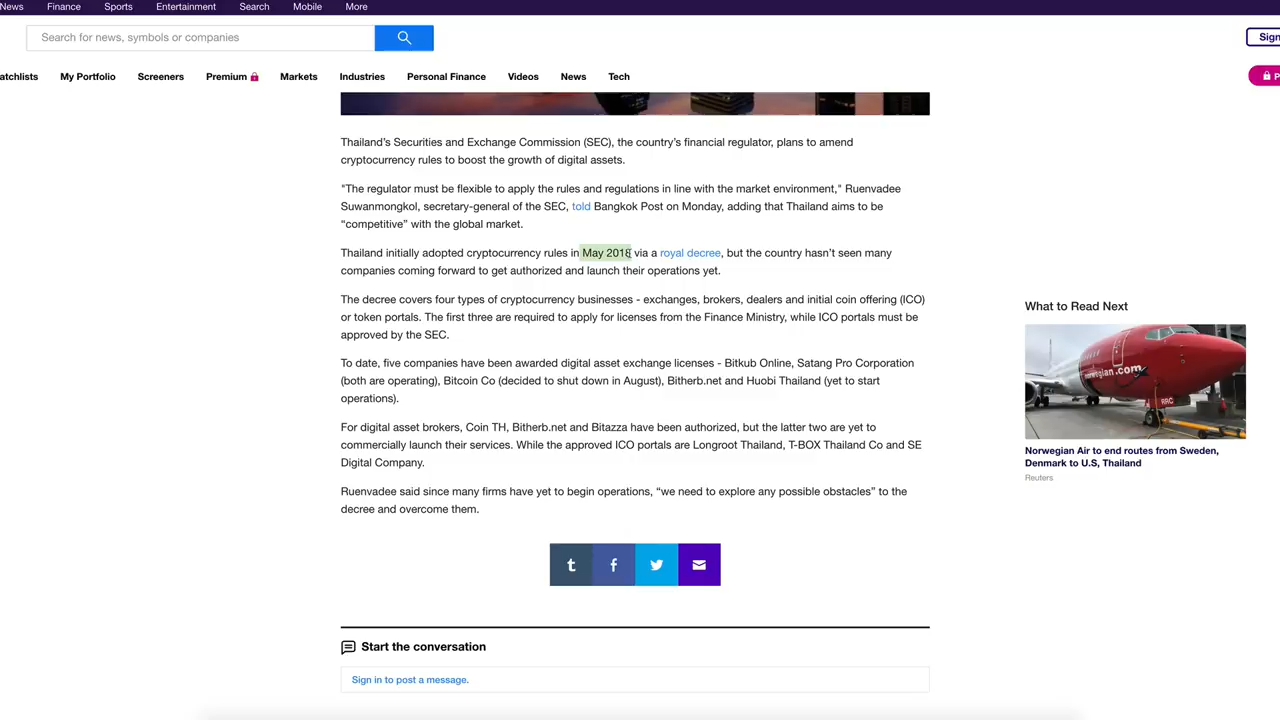 News Finance Sports Entertainment Search Mobile More
Search for news, symbols or companies
Sign
atchlists My Portfolio Screeners Premium Markets Industries Personal Finance Videos News Tech
P
Thailand’s Securities and Exchange Commission (SEC), the country’s financial regulator, plans to amend
cryptocurrency rules to boost the growth of digital assets.
"The regulator must be flexible to apply the rules and regulations in line with the market environment," Ruenvadee
Suwanmongkol, secretary-general of the SEC, told Bangkok Post on Monday, adding that Thailand aims to be
“competitive” with the global market.
Thailand initially adopted cryptocurrency rules in May 2018 via a royal decree, but the country hasn’t seen many
companies coming forward to get authorized and launch their operations yet.
The decree covers four types of cryptocurrency businesses - exchanges, brokers, dealers and initial coin offering (ICO)
or token portals. The first three are required to apply for licenses from the Finance Ministry, while ICO portals must be
approved by the SEC.
To date, five companies have been awarded digital asset exchange licenses - Bitkub Online, Satang Pro Corporation
(both are operating), Bitcoin Co (decided to shut down in August), Bitherb.net and Huobi Thailand (yet to start
operations).
For digital asset brokers, Coin TH, Bitherb.net and Bitazza have been authorized, but the latter two are yet to
commercially launch their services. While the approved ICO portals are Longroot Thailand, T-BOX Thailand Co and SE
Digital Company.
Ruenvadee said since many firms have yet to begin operations, “we need to explore any possible obstacles” to the
decree and overcome them.
What to Read Next
norwegian.com
RRC
Norwegian Air to end routes from Sweden,
Denmark to U.S, Thailand
Reuters
Start the conversation
Sign in to post a message.